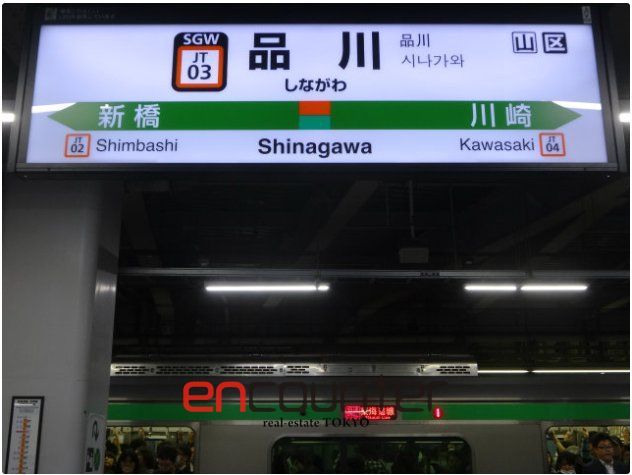 SGW
JT
03
品川
しながわ
品川
시나가와
山 区
新橋
川崎
JT
02
Shimbashi
Shinagawa
Kawasaki
JT
04
encounter
real-estate TOKYO